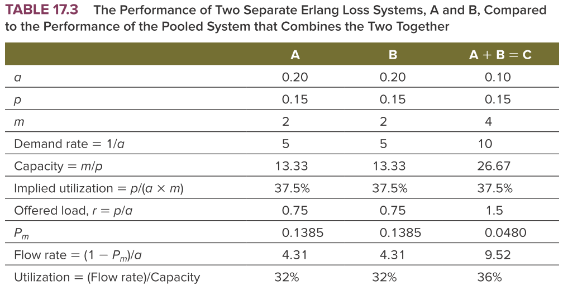 TABLE 17.3 The Performance of Two Separate Erlang Loss Systems, A and B, Compared
to the Performance of the Pooled System that Combines the Two Together
A B A + B = C
a 0.20 0.20 0.10
p 0.15 0.15 0.15
m 2 2 4
Demand rate = 1/a 5 5 10
Capacity = m/p 13.33 13.33 26.67
Implied utilization = p/(a × m) 37.5% 37.5% 37.5%
Offered load, r = p/a 0.75 0.75 1.5
Pm 0.1385 0.1385 0.0480
Flow rate = (1 − Pm)/a 4.31 4.31 9.52
Utilization = (Flow rate)/Capacity 32% 32% 36%